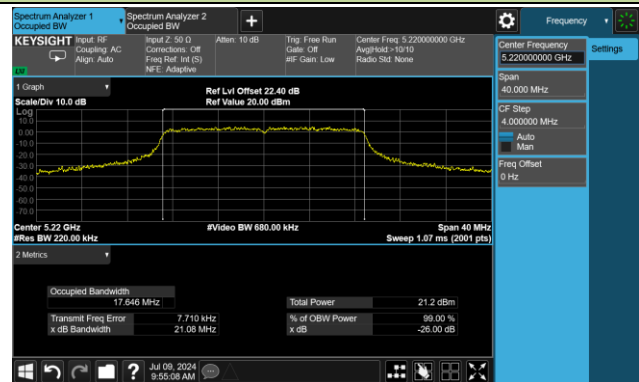 Spectrum Analyzer 1
Occupied BW
Spectrum Analyzer 2
Occupied BW
Frequency
KEYSIGHT
Input: RF
Coupling: AC
Align: Auto
Input Z: 50 Ω
Corrections: Off
Freq Ref: Int (S)
NFE: Adaptive
Atten: 10 dB
Trig: Free Run
Gate: Off
#IF Gain: Low
Center Freq: 5.220000000 GHz
Avg|Hold:>10/10
Radio Std: None
Center Frequency
5.220000000 GHz
Settings
Span
40.000 MHz
CF Step
4.000000 MHz
Auto
Man
Freq Offset
0 Hz
1 Graph
Scale/Div 10.0 dB
Ref Lvl Offset 22.40 dB
Ref Value 20.00 dBm
Log
10.0
0.00
-10.0
-20.0
-30.0
-40.0
-50.0
-60.0
-70.0
Center 5.22 GHz
#Res BW 220.00 kHz
#Video BW 680.00 kHz
Span 40 MHz
Sweep 1.07 ms (2001 pts)
2 Metrics
Occupied Bandwidth
17.646 MHz
Total Power 21.2 dBm
Transmit Freq Error 7.710 kHz
% of OBW Power 99.00 %
x dB Bandwidth 21.08 MHz
x dB -26.00 dB
Jul 09, 2024
9:55:08 AM